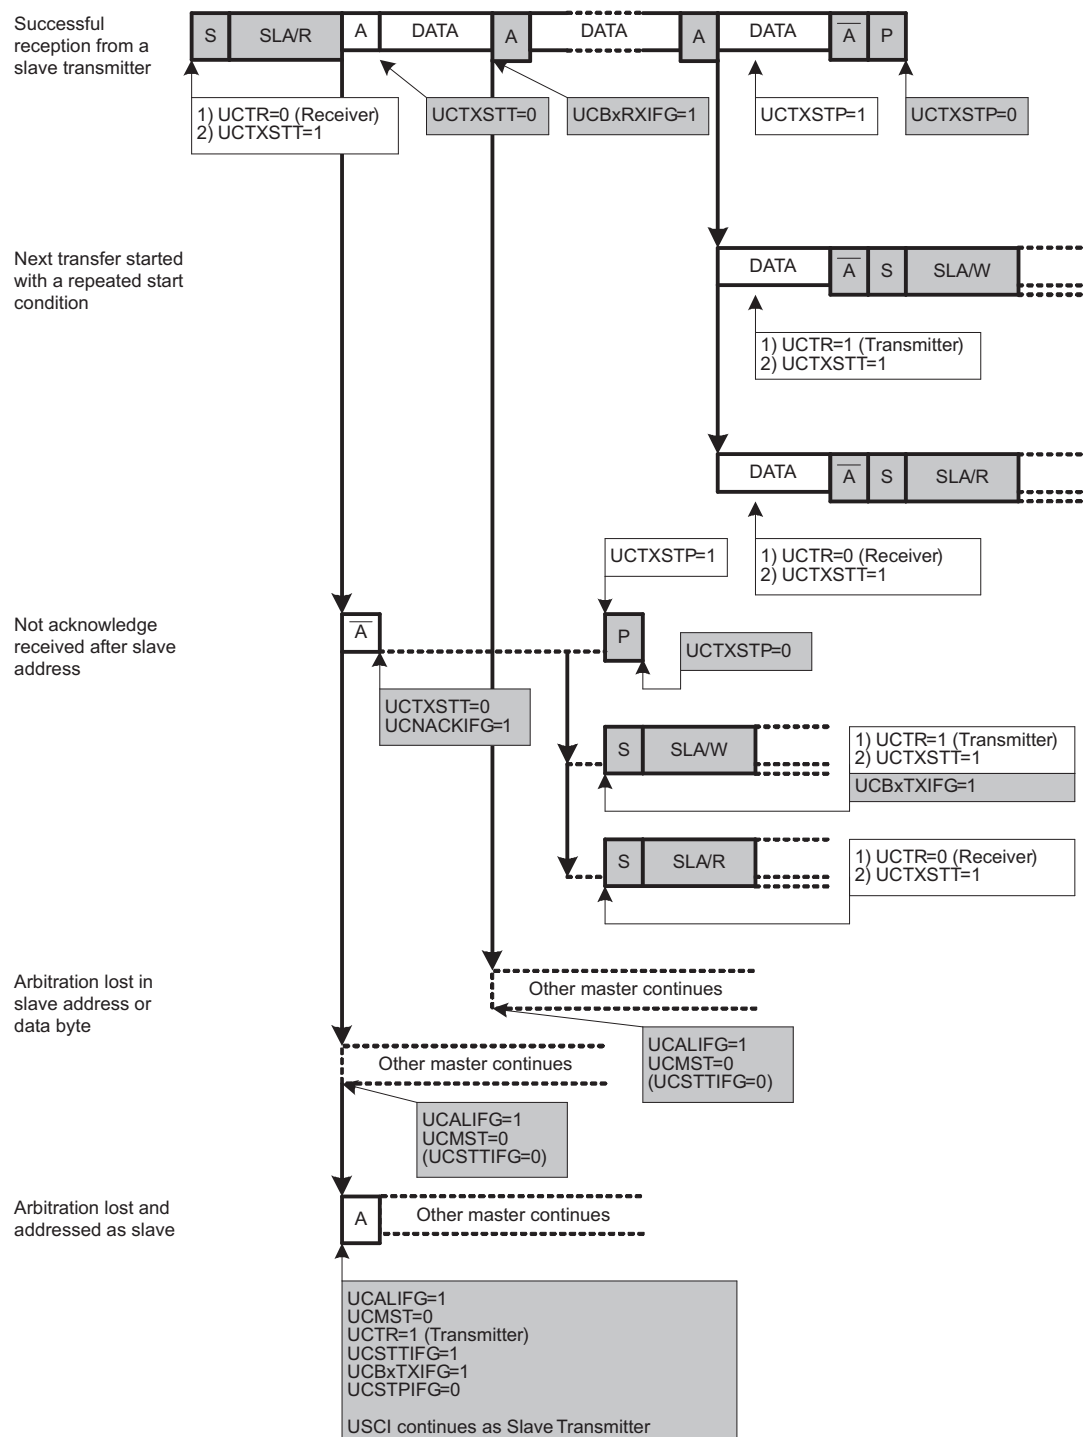 Successful
reception from a
slave transmitter
S SLA/R A DATA A DATA A DATA A P
1) UCTR=0 (Receiver)
2) UCTXSTT=1
UCTXSTT=0
UCBxRXIFG=1
UCTXSTP=1
UCTXSTP=0
Next transfer started
with a repeated start
condition
DATA A S SLA/W
1) UCTR=1 (Transmitter)
2) UCTXSTT=1
DATA A S SLA/R
1) UCTR=0 (Receiver)
2) UCTXSTT=1
UCTXSTP=1
Not acknowledge
received after slave
address
A
P
UCTXSTP=0
UCTXSTT=0
UCNACKIFG=1
S SLA/W
1) UCTR=1 (Transmitter)
2) UCTXSTT=1
UCBxTXIFG=1
S SLA/R
1) UCTR=0 (Receiver)
2) UCTXSTT=1
Arbitration lost in
slave address or
data byte
Other master continues
UCALIFG=1
UCMST=0
(UCSTTIFG=0)
Other master continues
UCALIFG=1
UCMST=0
(UCSTTIFG=0)
Arbitration lost and
addressed as slave
A Other master continues
UCALIFG=1
UCMST=0
UCTR=1 (Transmitter)
UCSTTIFG=1
UCBxTXIFG=1
UCSTPIFG=0
USCI continues as Slave Transmitter